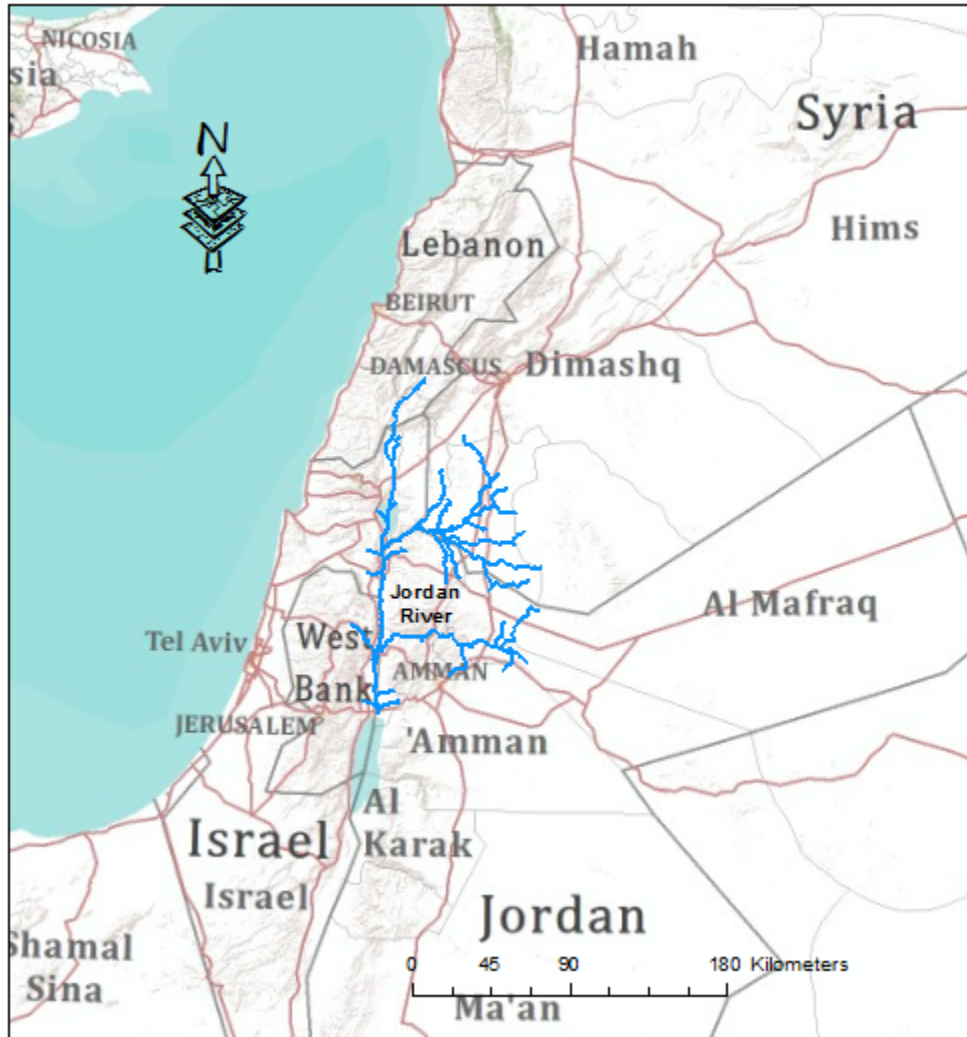 NICOSIA
Hamah
sia
Syria
N
Hims
Lebanon
BEIRUT
DAMASCUS
Dimashq
Jordan
River
Al Mafraq
Tel Aviv
West
Bank
AMMAN
JERUSALEM
'Amman
Al
Karak
Israel
Israel
Jordan
Shamal
Sina
0 45 90 180 Kilometers
Ma'an